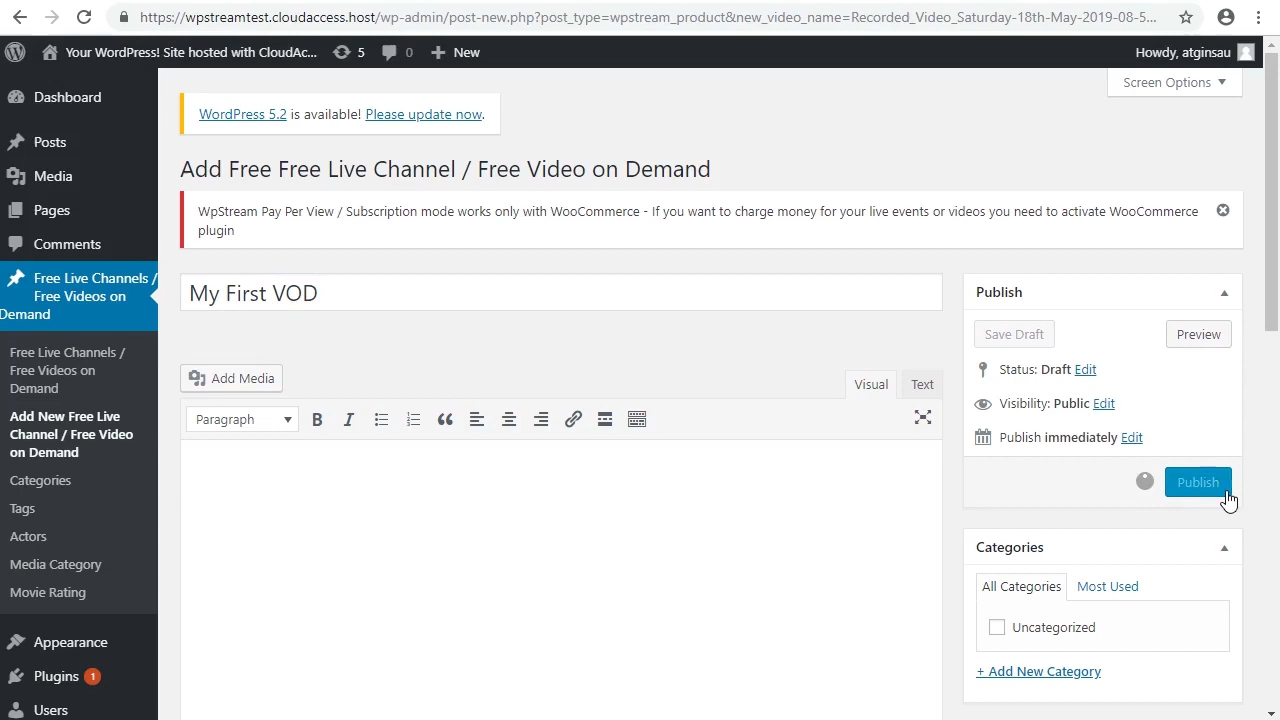 https://wpstreamtest.cloudaccess.host/wp-admin/post-new.php?post_type=wpstream_product&new_video_name=Recorded_Video_Saturday-18th-May-2019-08-5...
Your WordPress! Site hosted with CloudAc... 5 0 New Howdy, atginsau
Screen Options
Dashboard
Posts
Media
Pages
Comments
Free Live Channels /
Free Videos on
Demand
Free Live Channels /
Free Videos on
Demand
Add New Free Live
Channel / Free Video
on Demand
Categories
Tags
Actors
Media Category
Movie Rating
Appearance
Plugins 1
Users
WordPress 5.2 is available! Please update now.
Add Free Free Live Channel / Free Video on Demand
WpStream Pay Per View / Subscription mode works only with WooCommerce - If you want to charge money for your live events or videos you need to activate WooCommerce
plugin
My First VOD
Add Media
Visual Text
Paragraph
Publish
Save Draft Preview
Status: Draft Edit
Visibility: Public Edit
Publish immediately Edit
Publish
Categories
All Categories Most Used
Uncategorized
+ Add New Category